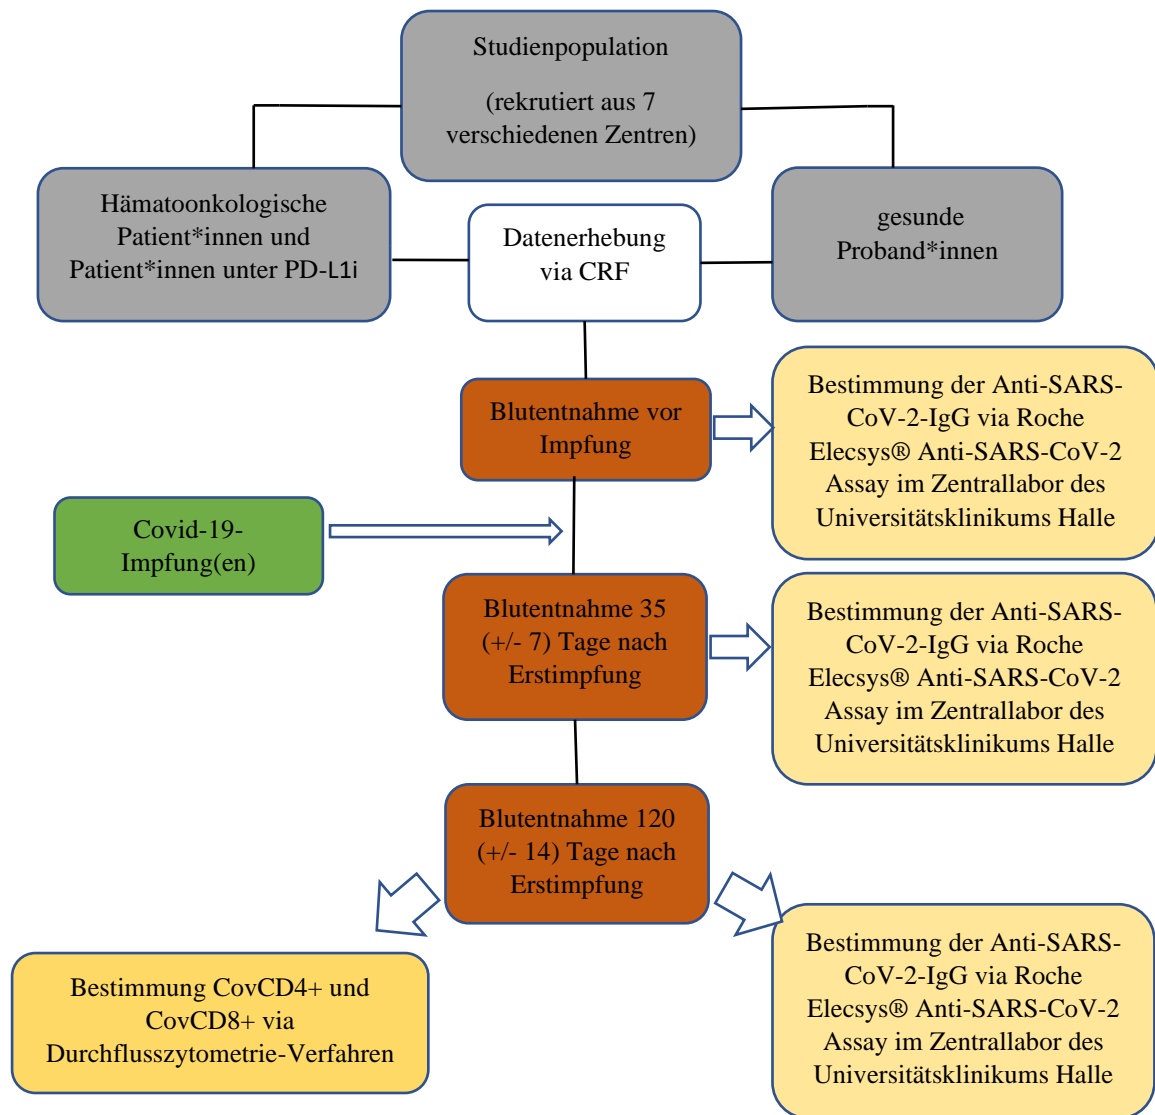 Studienpopulation
(rekrutiert aus 7
verschiedenen Zentren)
Hämatoonkologische
Patient*innen und
Patient*innen unter PD-L1i
Datenerhebung
via CRF
gesunde
Proband*innen
Blutentnahme vor
Impfung
Bestimmung der Anti-SARS-
CoV-2-IgG via Roche
Elecsys® Anti-SARS-CoV-2
Assay im Zentrallabor des
Universitätsklinikums Halle
Covid-19-
Impfung(en)
Blutentnahme 35
(+/- 7) Tage nach
Erstimpfung
Bestimmung der Anti-SARS-
CoV-2-IgG via Roche
Elecsys® Anti-SARS-CoV-2
Assay im Zentrallabor des
Universitätsklinikums Halle
Blutentnahme 120
(+/- 14) Tage nach
Erstimpfung
Bestimmung CovCD4+ und
CovCD8+ via
Durchflusszytometrie-Verfahren
Bestimmung der Anti-SARS-
CoV-2-IgG via Roche
Elecsys® Anti-SARS-CoV-2
Assay im Zentrallabor des
Universitätsklinikums Halle